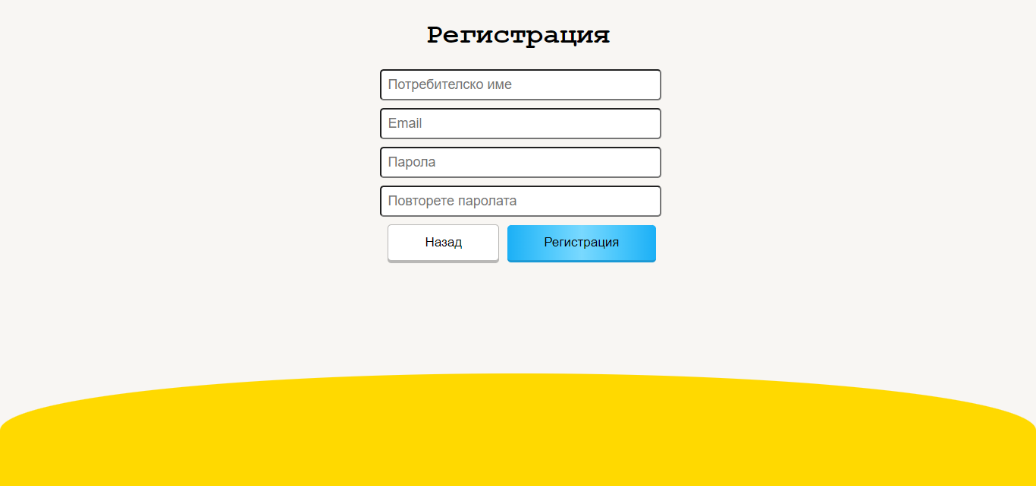 Регистрация
Потребителско име
Email
Парола
Повторете паролата
Назад Регистрация